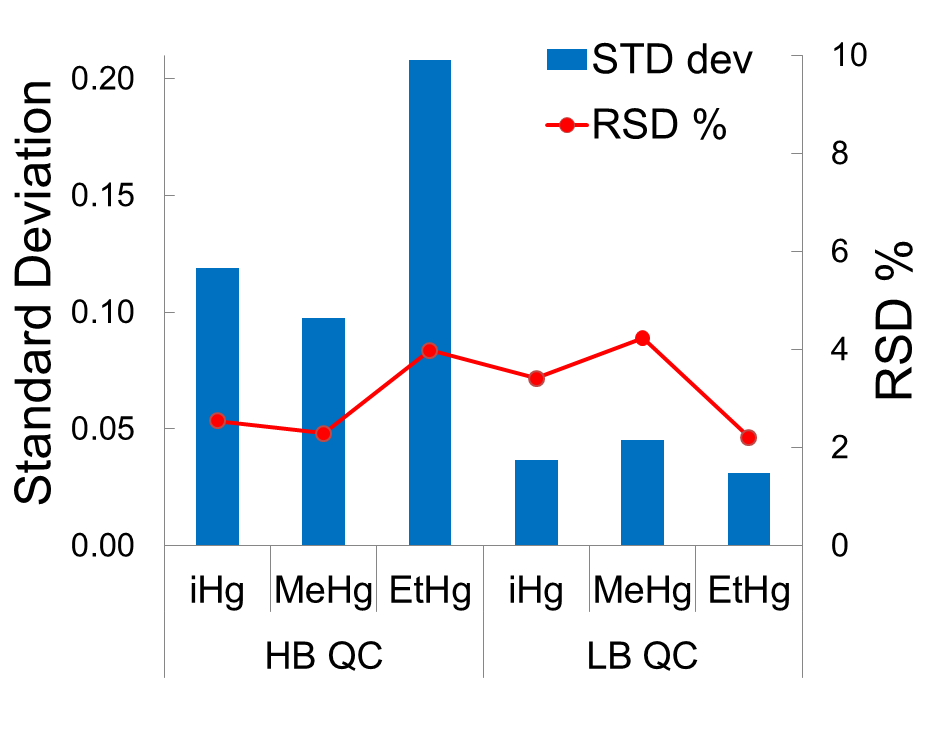 STD dev
RSD %
Standard Deviation
0.20
0.15
0.10
0.05
0.00
10
8
6
4
2
0
RSD %
iHg MeHg EtHg iHg MeHg EtHg
HB QC LB QC